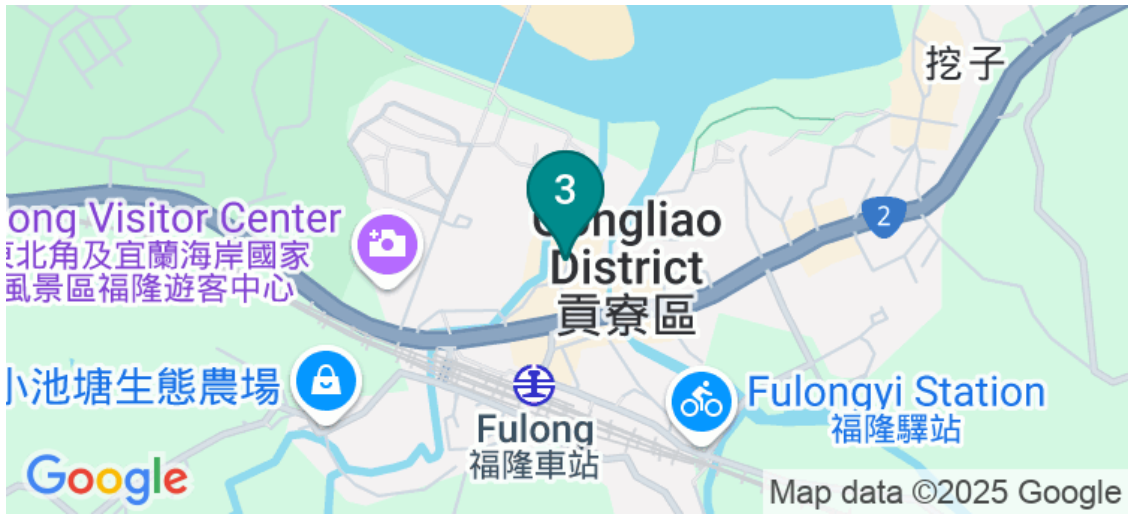 挖子
2
3
ong Visitor Center
東北角及宜蘭海岸國家
風景區福隆遊客中心
Gongliao
District
貢寮區
小池塘生態農場
Fulong
福隆車站
Fulongyi Station
福隆驛站
Google
Map data ©2025 Google